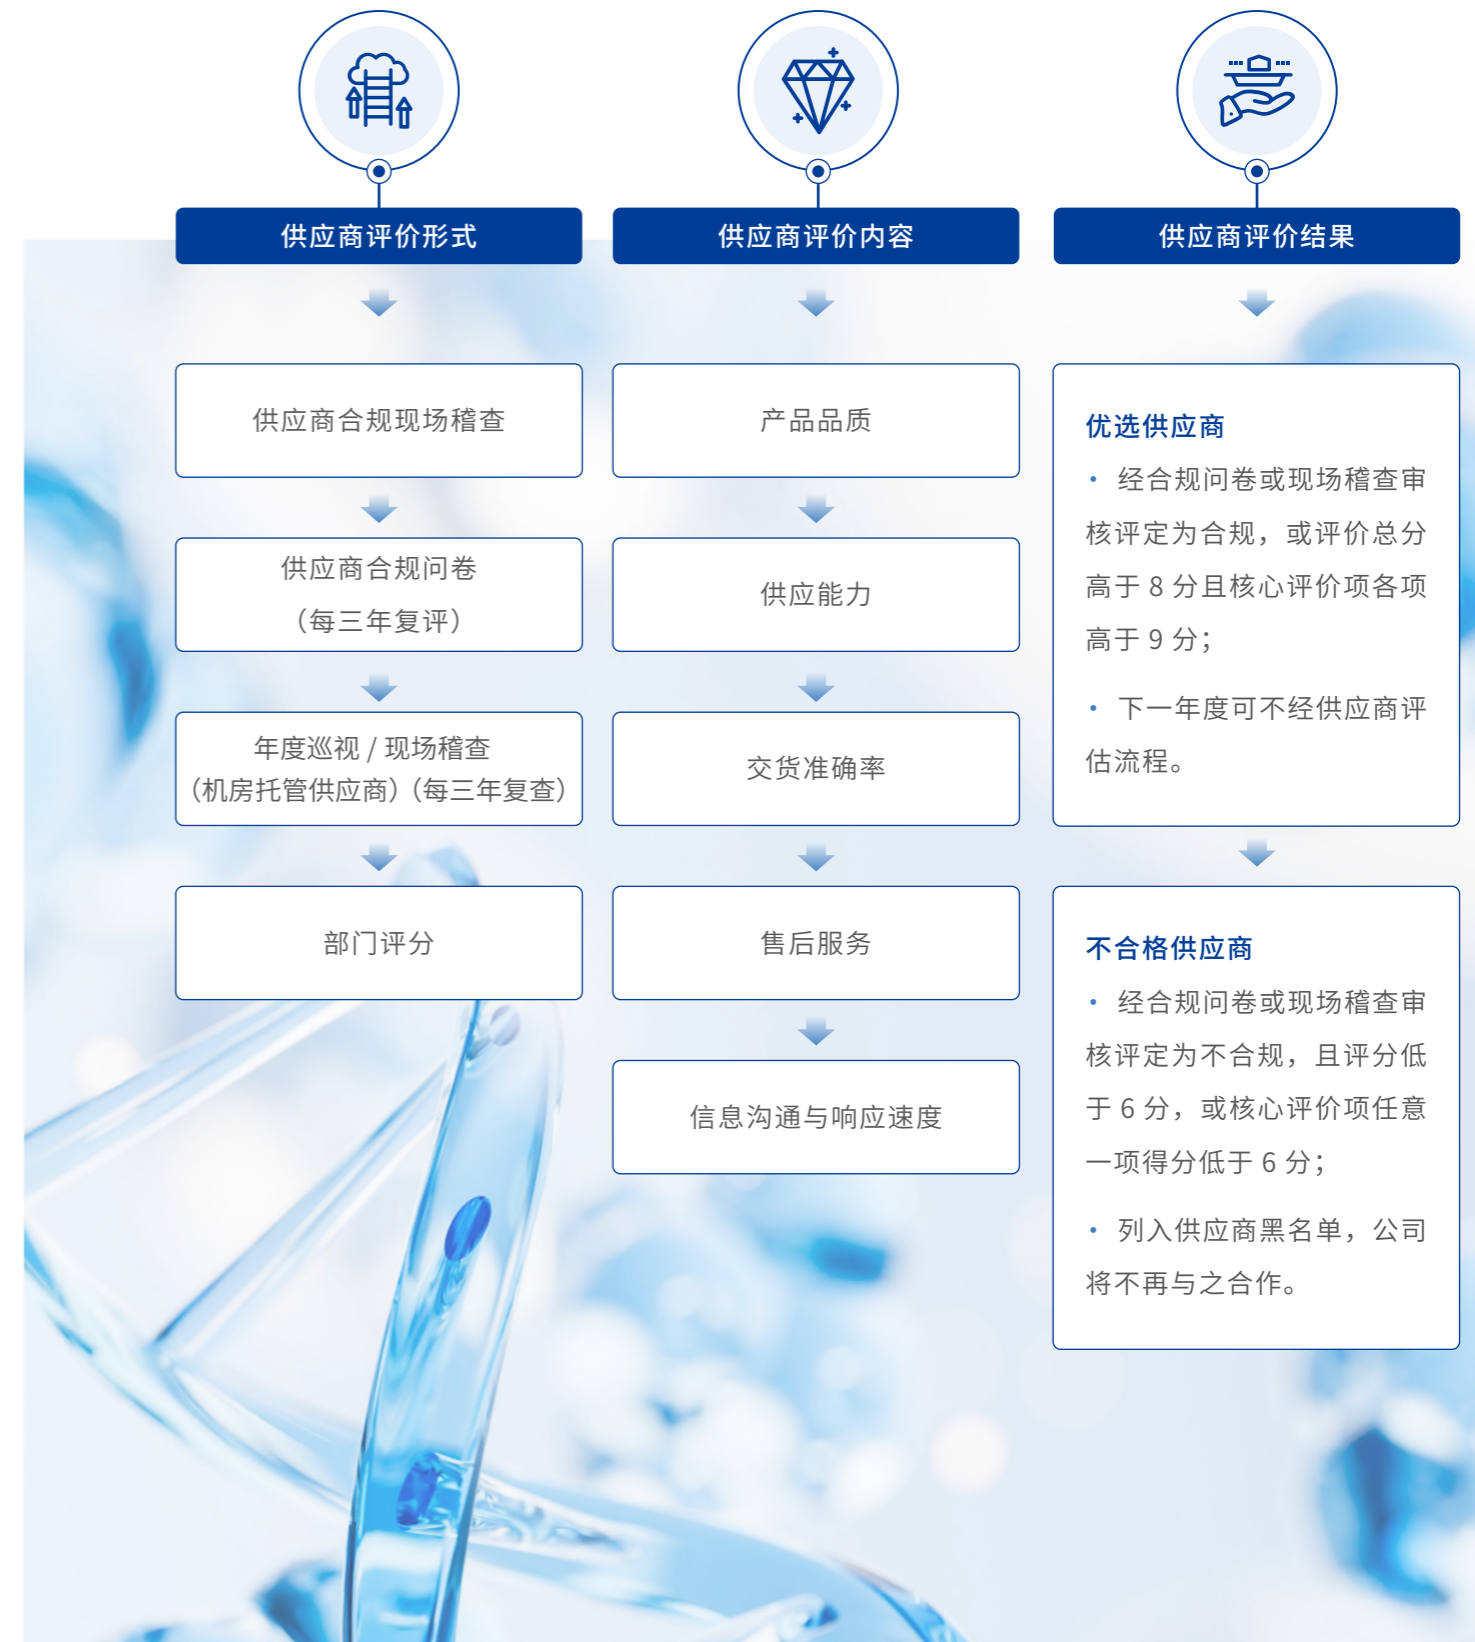 供应商评价形式
供应商合规现场稽查
供应商合规问卷
（每三年复评）
年度巡视 / 现场稽查
（机房托管供应商）（每三年复查）
部门评分
供应商评价内容
产品品质
供应能力
交货准确率
售后服务
信息沟通与响应速度
供应商评价结果
优选供应商
• 经合规问卷或现场稽查审
核评定为合规，或评价总分
高于 8 分且核心评价项各项
高于 9 分；
• 下一年度可不经供应商评
估流程。
不合格供应商
• 经合规问卷或现场稽查审
核评定为不合规，且评分低
于 6 分，或核心评价项任意
一项得分低于 6 分；
• 列入供应商黑名单，公司
将不再与之合作。